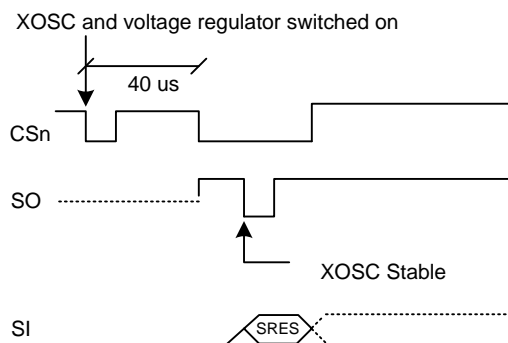 XOSC and voltage regulator switched on
40 us
CSn
SO
XOSC Stable
SI
SRES